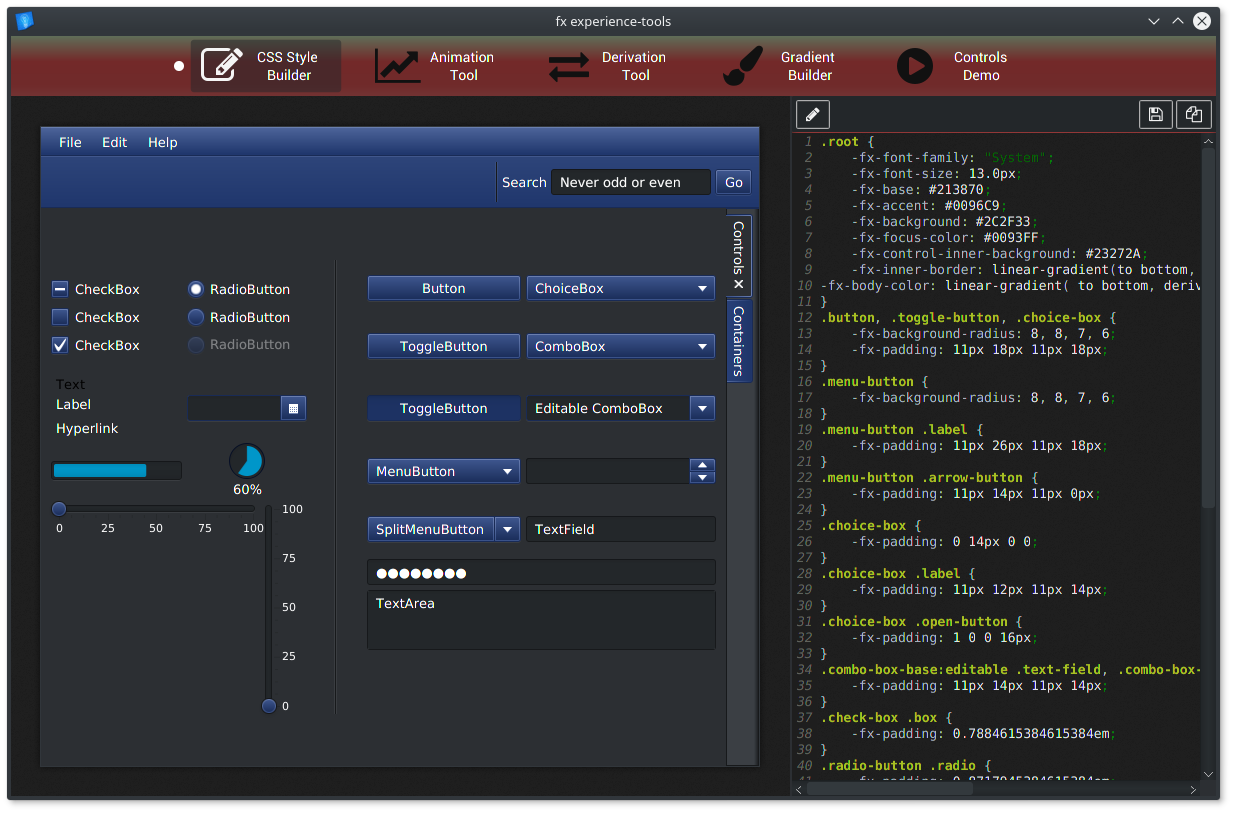 fx experience-tools
CSS Style
Builder
Animation
Tool
Derivation
Tool
Gradient
Builder
Controls
Demo
File Edit Help
Search Never odd or even Go
Controls
Containers
CheckBox RadioButton
CheckBox RadioButton
CheckBox RadioButton
Text
Label
Hyperlink
60%
0 25 50 75 100
100
75
50
25
0
Button ChoiceBox
ToggleButton ComboBox
ToggleButton Editable ComboBox
MenuButton
SplitMenuButton TextField
TextArea
1 .root {
2 -fx-font-family: "System";
3 -fx-font-size: 13.0px;
4 -fx-base: #213870;
5 -fx-accent: #0096C9;
6 -fx-background: #2C2F33;
7 -fx-focus-color: #0093FF;
8 -fx-control-inner-background: #23272A;
9 -fx-inner-border: linear-gradient(to bottom,
10 -fx-body-color: linear-gradient( to bottom, deriv
11 }
12 .button, .toggle-button, .choice-box {
13 -fx-background-radius: 8, 8, 7, 6;
14 -fx-padding: 11px 18px 11px 18px;
15 }
16 .menu-button {
17 -fx-background-radius: 8, 8, 7, 6;
18 }
19 .menu-button .label {
20 -fx-padding: 11px 26px 11px 18px;
21 }
22 .menu-button .arrow-button {
23 -fx-padding: 11px 14px 11px 0px;
24 }
25 .choice-box {
26 -fx-padding: 0 14px 0 0;
27 }
28 .choice-box .label {
29 -fx-padding: 11px 12px 11px 14px;
30 }
31 .choice-box .open-button {
32 -fx-padding: 1 0 0 16px;
33 }
34 .combo-box-base:editable .text-field, .combo-box-
35 -fx-padding: 11px 14px 11px 14px;
36 }
37 .check-box .box {
38 -fx-padding: 0.7884615384615384em;
39 }
40 .radio-button .radio {